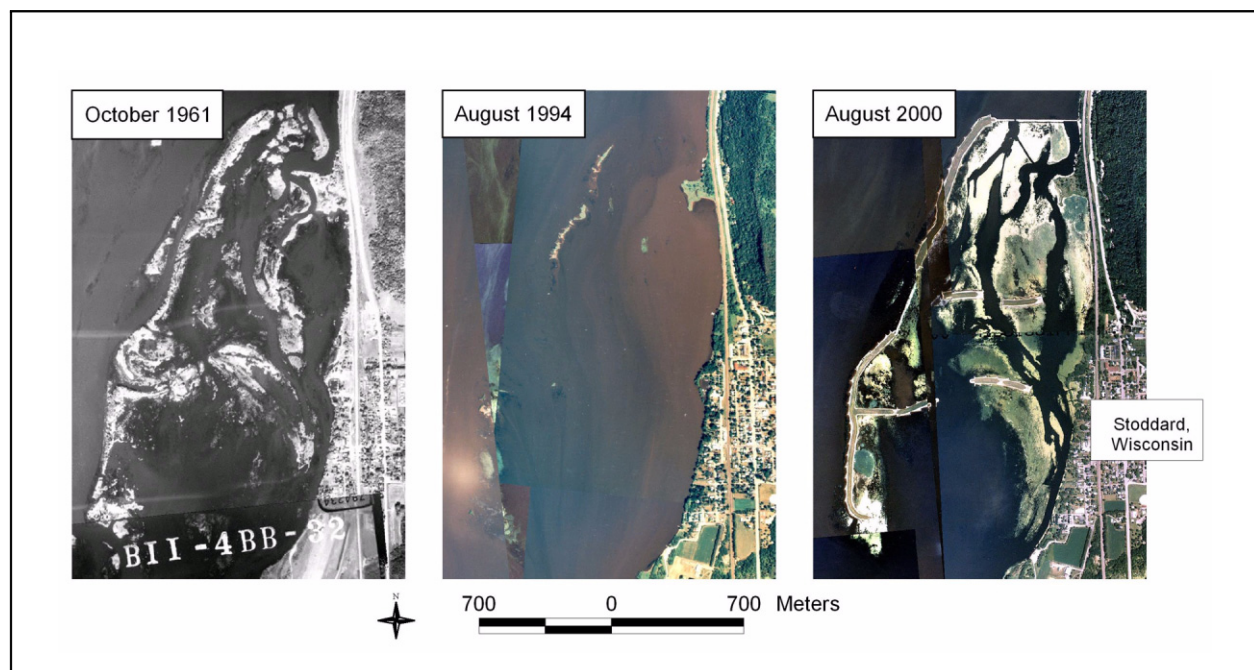 October 1961
August 1994
August 2000
Stoddard,
Wisconsin
BII-4BB-32
N
700 0 700 Meters